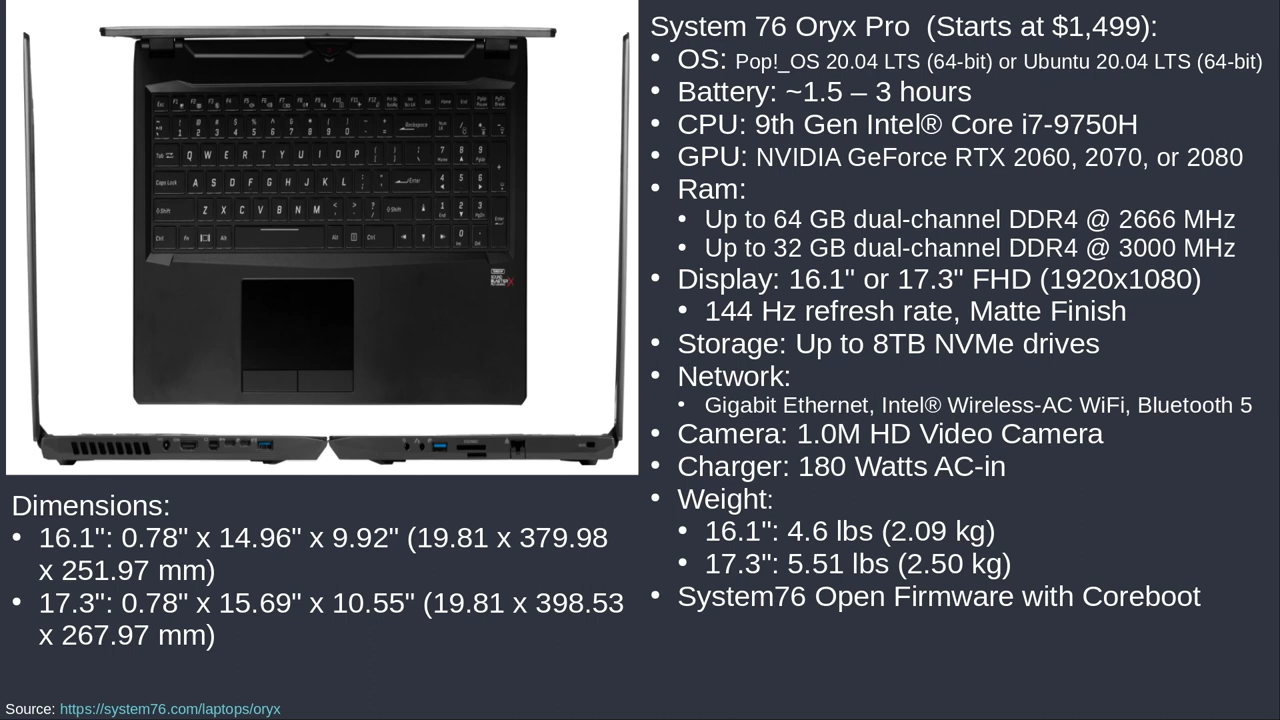 System 76 Oryx Pro (Starts at $1,499):
• OS: Pop!_OS 20.04 LTS (64-bit) or Ubuntu 20.04 LTS (64-bit)
• Battery: ~1.5 – 3 hours
• CPU: 9th Gen Intel® Core i7-9750H
• GPU: NVIDIA GeForce RTX 2060, 2070, or 2080
• Ram:
• Up to 64 GB dual-channel DDR4 @ 2666 MHz
• Up to 32 GB dual-channel DDR4 @ 3000 MHz
• Display: 16.1" or 17.3" FHD (1920x1080)
• 144 Hz refresh rate, Matte Finish
• Storage: Up to 8TB NVMe drives
• Network:
• Gigabit Ethernet, Intel® Wireless-AC WiFi, Bluetooth 5
• Camera: 1.0M HD Video Camera
• Charger: 180 Watts AC-in
• Weight:
• 16.1": 4.6 lbs (2.09 kg)
• 17.3": 5.51 lbs (2.50 kg)
• System76 Open Firmware with Coreboot
Dimensions:
• 16.1": 0.78" x 14.96" x 9.92" (19.81 x 379.98
x 251.97 mm)
• 17.3": 0.78" x 15.69" x 10.55" (19.81 x 398.53
x 267.97 mm)
Source: https://system76.com/laptops/oryx